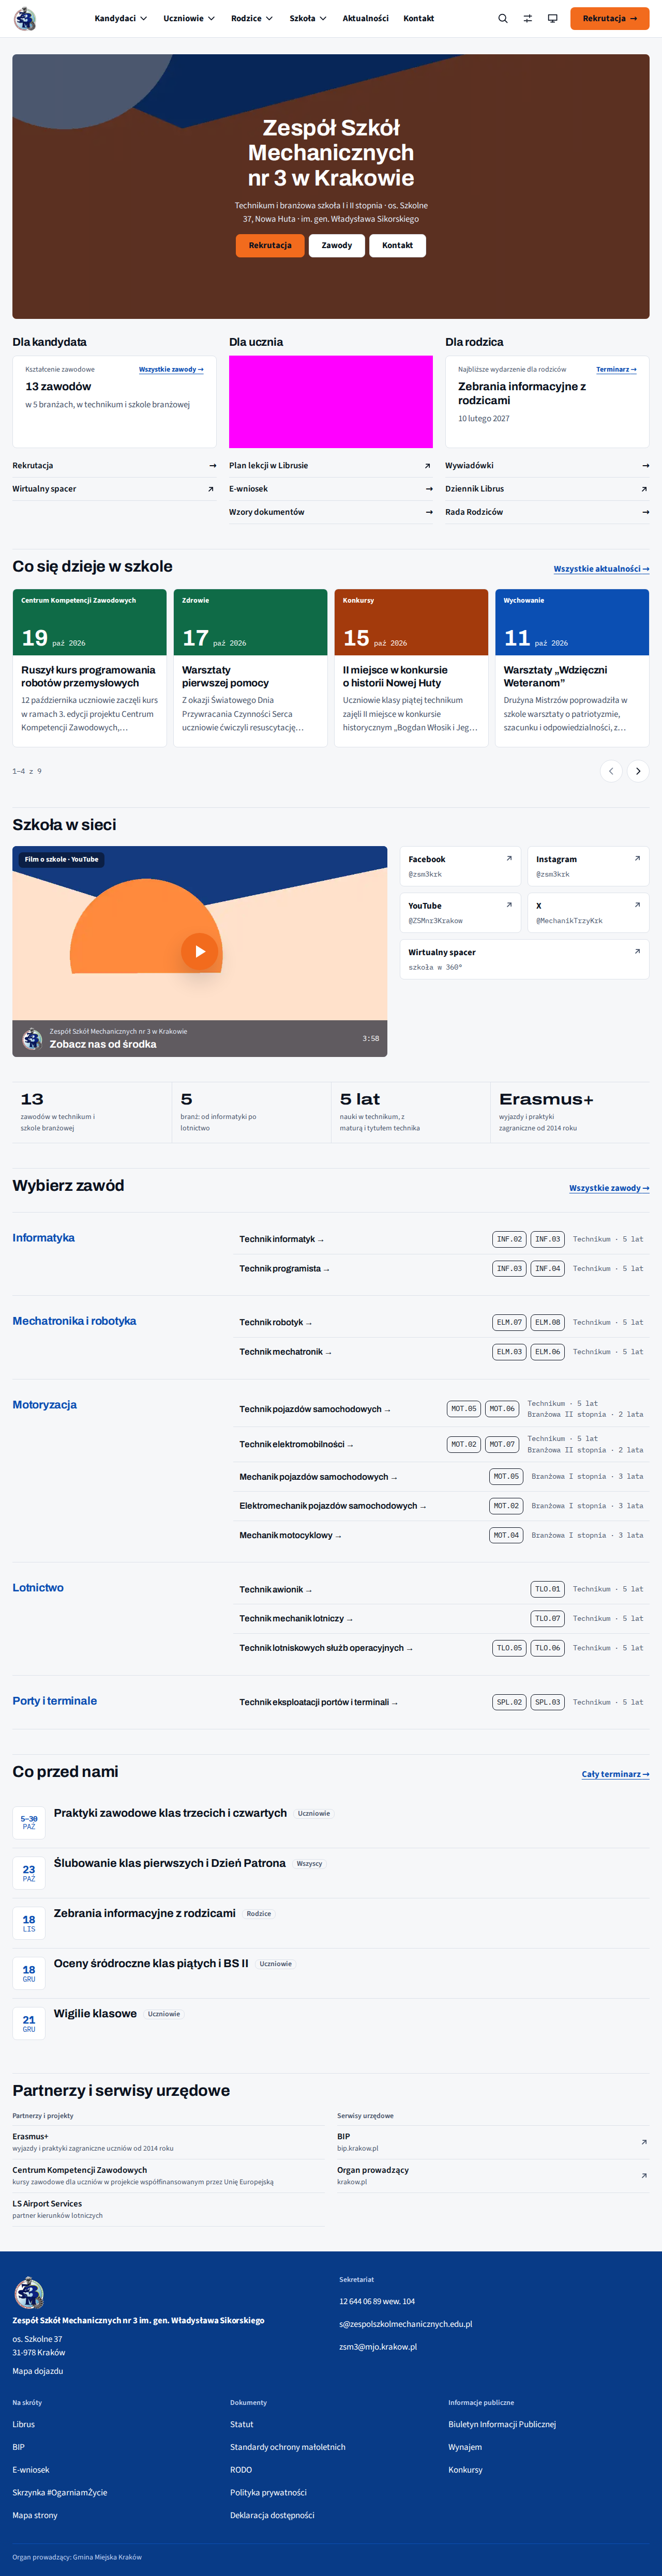 Kandydaci
Uczniowie
Rodzice
Szkoła
Aktualności
Kontakt
Rekrutacja →
Zespół Szkół
Mechanicznych
nr 3 w Krakowie
Technikum i branżowa szkoła I i II stopnia · os. Szkolne
37, Nowa Huta · im. gen. Władysława Sikorskiego
Rekrutacja
Zawody
Kontakt
Dla kandydata
Kształcenie zawodowe
Wszystkie zawody →
13 zawodów
w 5 branżach, w technikum i szkole branżowej
Rekrutacja →
Wirtualny spacer ↗
Dla ucznia
Plan lekcji w Librusie ↗
E-wniosek →
Wzory dokumentów →
Dla rodzica
Najbliższe wydarzenie dla rodziców
Terminarz →
Zebrania informacyjne z
rodzicami
10 lutego 2027
Wywiadówki →
Dziennik Librus ↗
Rada Rodziców →
Co się dzieje w szkole
Wszystkie aktualności →
Centrum Kompetencji Zawodowych
19 paź 2026
Ruszył kurs programowania
robotów przemysłowych
12 października uczniowie zaczęli kurs
w ramach 3. edycji projektu Centrum
Kompetencji Zawodowych,…
Zdrowie
17 paź 2026
Warsztaty
pierwszej pomocy
Z okazji Światowego Dnia
Przywracania Czynności Serca
uczniowie ćwiczyli resuscytację…
Konkursy
15 paź 2026
II miejsce w konkursie
o historii Nowej Huty
Uczniowie klasy piątej technikum
zajęli II miejsce w konkursie
historycznym „Bogdan Włosik i Jeg…
Wychowanie
11 paź 2026
Warsztaty „Wdzięczni
Weteranom”
Drużyna Mistrzów poprowadziła w
szkole warsztaty o patriotyzmie,
szacunku i odpowiedzialności, z…
1–4 z 9
Szkoła w sieci
Film o szkole · YouTube
Zespół Szkół Mechanicznych nr 3 w Krakowie
Zobacz nas od środka
3:58
Facebook ↗
@zsm3krk
Instagram ↗
@zsm3krk
YouTube ↗
@ZSMnr3Krakow
X ↗
@MechanikTrzyKrk
Wirtualny spacer ↗
szkoła w 360°
13
zawodów w technikum i
szkole branżowej
5
branż: od informatyki po
lotnictwo
5 lat
nauki w technikum, z
maturą i tytułem technika
Erasmus+
wyjazdy i praktyki
zagraniczne od 2014 roku
Wybierz zawód
Wszystkie zawody →
Informatyka
Technik informatyk →
INF.02 INF.03 Technikum · 5 lat
Technik programista →
INF.03 INF.04 Technikum · 5 lat
Mechatronika i robotyka
Technik robotyk →
ELM.07 ELM.08 Technikum · 5 lat
Technik mechatronik →
ELM.03 ELM.06 Technikum · 5 lat
Motoryzacja
Technik pojazdów samochodowych →
MOT.05 MOT.06
Technikum · 5 lat
Branżowa II stopnia · 2 lata
Technik elektromobilności →
MOT.02 MOT.07
Technikum · 5 lat
Branżowa II stopnia · 2 lata
Mechanik pojazdów samochodowych →
MOT.05 Branżowa I stopnia · 3 lata
Elektromechanik pojazdów samochodowych →
MOT.02 Branżowa I stopnia · 3 lata
Mechanik motocyklowy →
MOT.04 Branżowa I stopnia · 3 lata
Lotnictwo
Technik awionik →
TLO.01 Technikum · 5 lat
Technik mechanik lotniczy →
TLO.07 Technikum · 5 lat
Technik lotniskowych służb operacyjnych →
TLO.05 TLO.06 Technikum · 5 lat
Porty i terminale
Technik eksploatacji portów i terminali →
SPL.02 SPL.03 Technikum · 5 lat
Co przed nami
Cały terminarz →
5–30
PAŹ
Praktyki zawodowe klas trzecich i czwartych Uczniowie
23
PAŹ
Ślubowanie klas pierwszych i Dzień Patrona Wszyscy
18
LIS
Zebrania informacyjne z rodzicami Rodzice
18
GRU
Oceny śródroczne klas piątych i BS II Uczniowie
21
GRU
Wigilie klasowe Uczniowie
Partnerzy i serwisy urzędowe
Partnerzy i projekty
Erasmus+
wyjazdy i praktyki zagraniczne uczniów od 2014 roku
Centrum Kompetencji Zawodowych
kursy zawodowe dla uczniów w projekcie współfinansowanym przez Unię Europejską
LS Airport Services
partner kierunków lotniczych
Serwisy urzędowe
BIP ↗
bip.krakow.pl
Organ prowadzący ↗
krakow.pl
Zespół Szkół Mechanicznych nr 3 im. gen. Władysława Sikorskiego
os. Szkolne 37
31-978 Kraków
Mapa dojazdu
Sekretariat
12 644 06 89 wew. 104
s@zespolszkolmechanicznych.edu.pl
zsm3@mjo.krakow.pl
Na skróty
Librus
BIP
E-wniosek
Skrzynka #OgarniamŻycie
Mapa strony
Dokumenty
Statut
Standardy ochrony małoletnich
RODO
Polityka prywatności
Deklaracja dostępności
Informacje publiczne
Biuletyn Informacji Publicznej
Wynajem
Konkursy
Organ prowadzący: Gmina Miejska Kraków